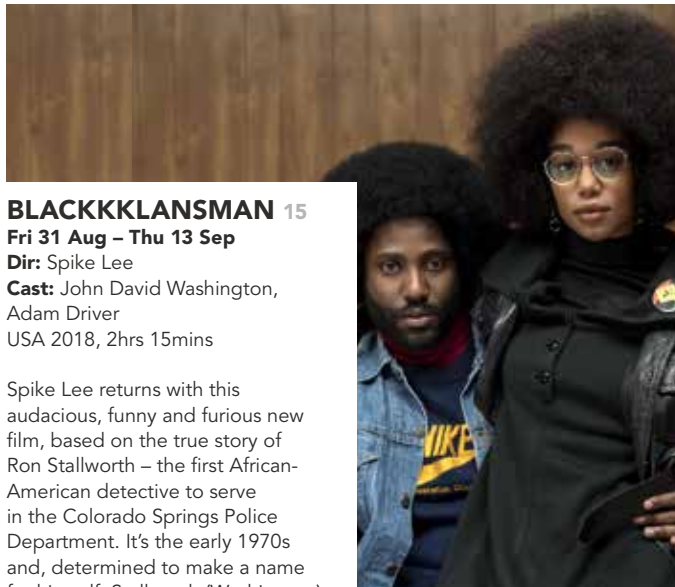 BLACKKKLANSMAN 15
Fri 31 Aug – Thu 13 Sep
Dir: Spike Lee
Cast: John David Washington,
Adam Driver
USA 2018, 2hrs 15mins
Spike Lee returns with this
audacious, funny and furious new
film, based on the true story of
Ron Stallworth – the first African-
American detective to serve
in the Colorado Springs Police
Department. It's the early 1970s
and, determined to make a name
NIKE